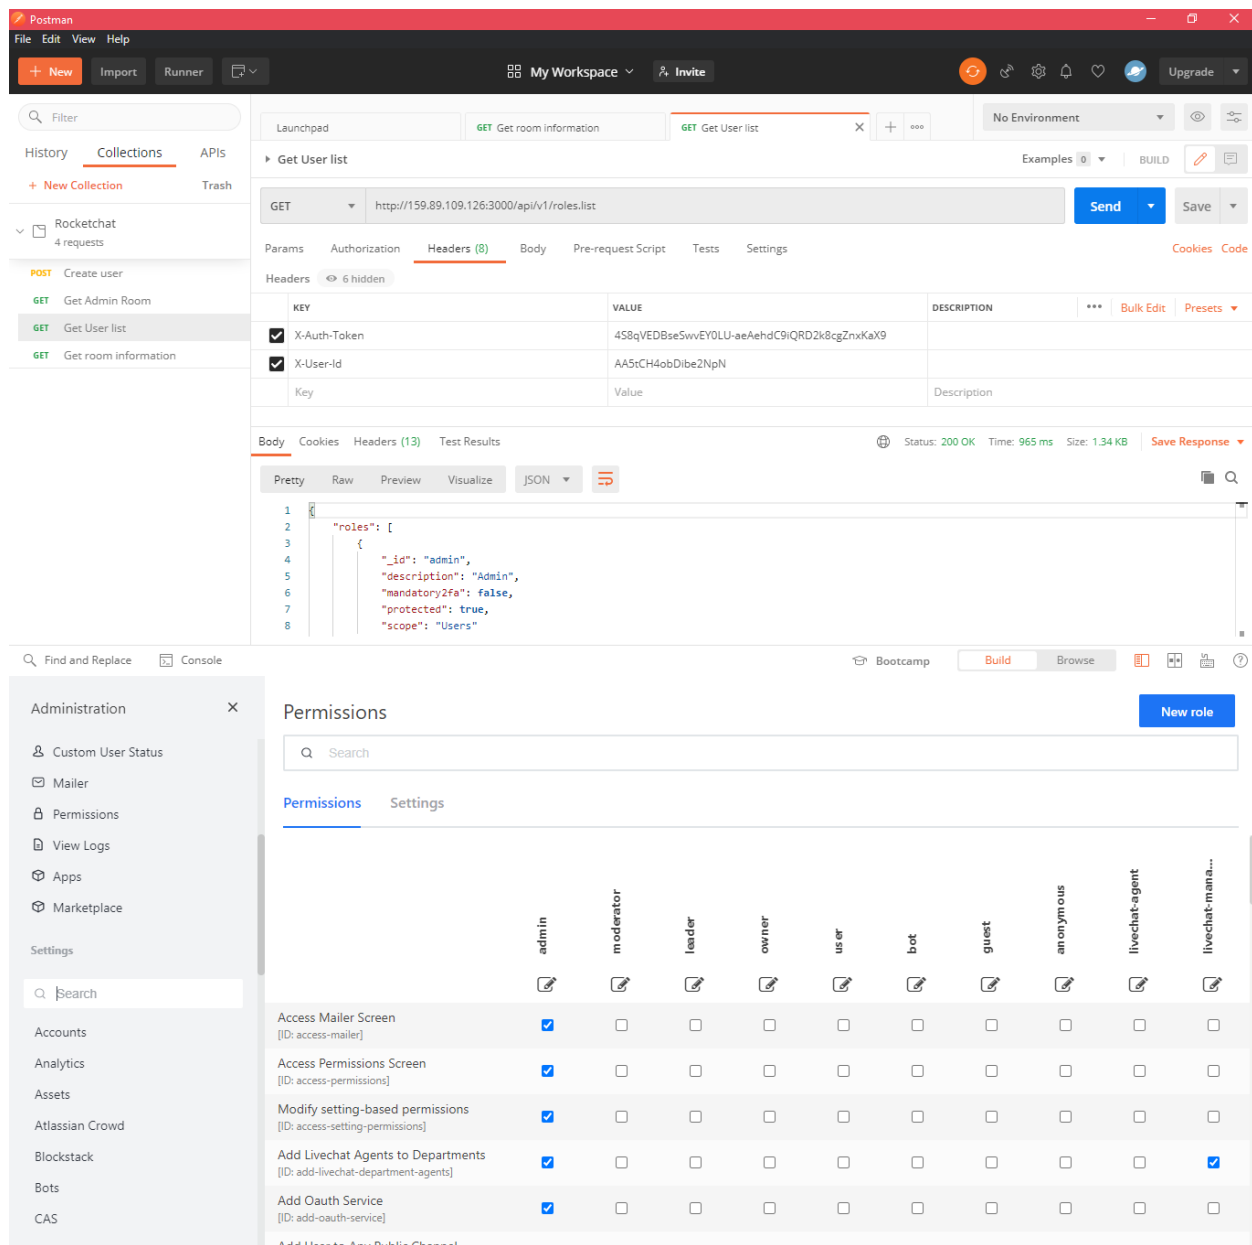 Postman
File Edit View Help
+ New Import Runner My Workspace Invite Upgrade
Filter
History Collections APIs
+ New Collection Trash
Rocketchat
4 requests
POST Create user
GET Get Admin Room
GET Get User list
GET Get room information
Launchpad GET Get room information GET Get User list No Environment
Get User list Examples 0 BUILD
GET http://159.89.109.126:3000/api/v1/roles.list Send Save
Params Authorization Headers (8) Body Pre-request Script Tests Settings Cookies Code
Headers 6 hidden
KEY VALUE DESCRIPTION Bulk Edit Presets
X-Auth-Token 4S8qVEDBseSwvEY0LU-aeAehdC9iQRD2k8cgZnxKaX9
X-User-Id AA5tCH4obDibe2NpN
Key Value Description
Body Cookies Headers (13) Test Results Status: 200 OK Time: 965 ms Size: 1.34 KB Save Response
Pretty Raw Preview Visualize JSON
1 {
2 "roles": [
3 {
4 "_id": "admin",
5 "description": "Admin",
6 "mandatory2fa": false,
7 "protected": true,
8 "scope": "Users"
Find and Replace Console Bootcamp Build Browse
Administration
Custom User Status
Mailer
Permissions
View Logs
Apps
Marketplace
Settings
Search
Accounts
Analytics
Assets
Atlassian Crowd
Blockstack
Bots
CAS
Permissions New role
Search
Permissions Settings
admin moderator leader owner user bot guest anonymous livechat-agent livechat-mana...
Access Mailer Screen
[ID: access-mailer]
Access Permissions Screen
[ID: access-permissions]
Modify setting-based permissions
[ID: access-setting-permissions]
Add Livechat Agents to Departments
[ID: add-livechat-department-agents]
Add Oauth Service
[ID: add-oauth-service]
Add User to Any Public Channel